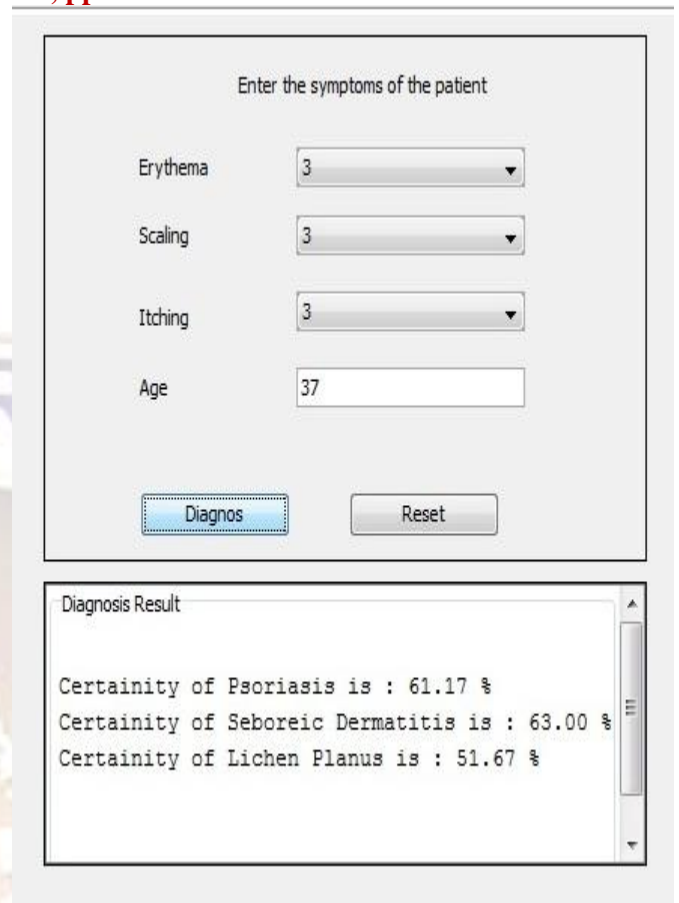 Enter the symptoms of the patient
Erythema 3
Scaling 3
Itching 3
Age 37
Diagnos Reset
Diagnosis Result
Certainity of Psoriasis is : 61.17 %
Certainity of Seboreic Dermatitis is : 63.00 %
Certainity of Lichen Planus is : 51.67 %